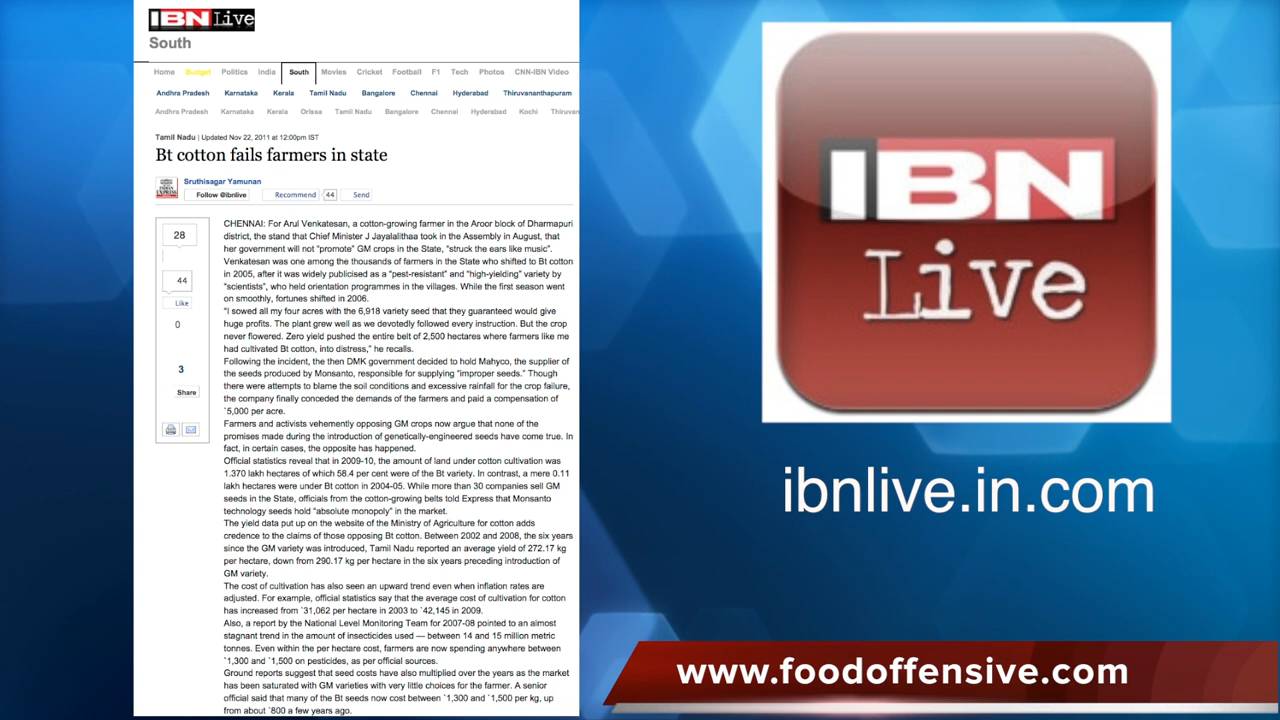 IBN Live
South
Home Budget Politics India South Movies Cricket Football F1 Tech Photos CNN-IBN Video
Andhra Pradesh Karnataka Kerala Tamil Nadu Bangalore Chennai Hyderabad Thiruvananthapuram
Andhra Pradesh Karnataka Kerala Orissa Tamil Nadu Bangalore Chennai Hyderabad Kochi Thiruvan
Tamil Nadu | Updated Nov 22, 2011 at 12:00pm IST
Bt cotton fails farmers in state
Sruthisagar Yamunan
Follow @ibnlive Recommend 44 Send
28
44
Like
0
3
Share
CHENNAI: For Arul Venkatesan, a cotton-growing farmer in the Aroor block of Dharmapuri
district, the stand that Chief Minister J Jayalalithaa took in the Assembly in August, that
her government will not “promote” GM crops in the State, “struck the ears like music”.
Venkatesan was one among the thousands of farmers in the State who shifted to Bt cotton
in 2005, after it was widely publicised as a “pest-resistant” and “high-yielding” variety by
“scientists”, who held orientation programmes in the villages. While the first season went
on smoothly, fortunes shifted in 2006.
“I sowed all my four acres with the 6,918 variety seed that they guaranteed would give
huge profits. The plant grew well as we devotedly followed every instruction. But the crop
never flowered. Zero yield pushed the entire belt of 2,500 hectares where farmers like me
had cultivated Bt cotton, into distress,” he recalls.
Following the incident, the then DMK government decided to hold Mahyco, the supplier of
the seeds produced by Monsanto, responsible for supplying “improper seeds.” Though
there were attempts to blame the soil conditions and excessive rainfall for the crop failure,
the company finally conceded the demands of the farmers and paid a compensation of
`5,000 per acre.
Farmers and activists vehemently opposing GM crops now argue that none of the
promises made during the introduction of genetically-engineered seeds have come true. In
fact, in certain cases, the opposite has happened.
Official statistics reveal that in 2009-10, the amount of land under cotton cultivation was
1.370 lakh hectares of which 58.4 per cent were of the Bt variety. In contrast, a mere 0.11
lakh hectares were under Bt cotton in 2004-05. While more than 30 companies sell GM
seeds in the State, officials from the cotton-growing belts told Express that Monsanto
technology seeds hold “absolute monopoly” in the market.
The yield data put up on the website of the Ministry of Agriculture for cotton adds
credence to the claims of those opposing Bt cotton. Between 2002 and 2008, the six years
since the GM variety was introduced, Tamil Nadu reported an average yield of 272.17 kg
per hectare, down from 290.17 kg per hectare in the six years preceding introduction of
GM variety.
The cost of cultivation has also seen an upward trend even when inflation rates are
adjusted. For example, official statistics say that the average cost of cultivation for cotton
has increased from `31,062 per hectare in 2003 to `42,145 in 2009.
Also, a report by the National Level Monitoring Team for 2007-08 pointed to an almost
stagnant trend in the amount of insecticides used — between 14 and 15 million metric
tonnes. Even within the per hectare cost, farmers are now spending anywhere between
`1,300 and `1,500 on pesticides, as per official sources.
Ground reports suggest that seed costs have also multiplied over the years as the market
has been saturated with GM varieties with very little choices for the farmer. A senior
official said that many of the Bt seeds now cost between `1,300 and `1,500 per kg, up
from about `800 a few years ago.
IBN
Live
ibnlive.in.com
www.foodoffensive.com